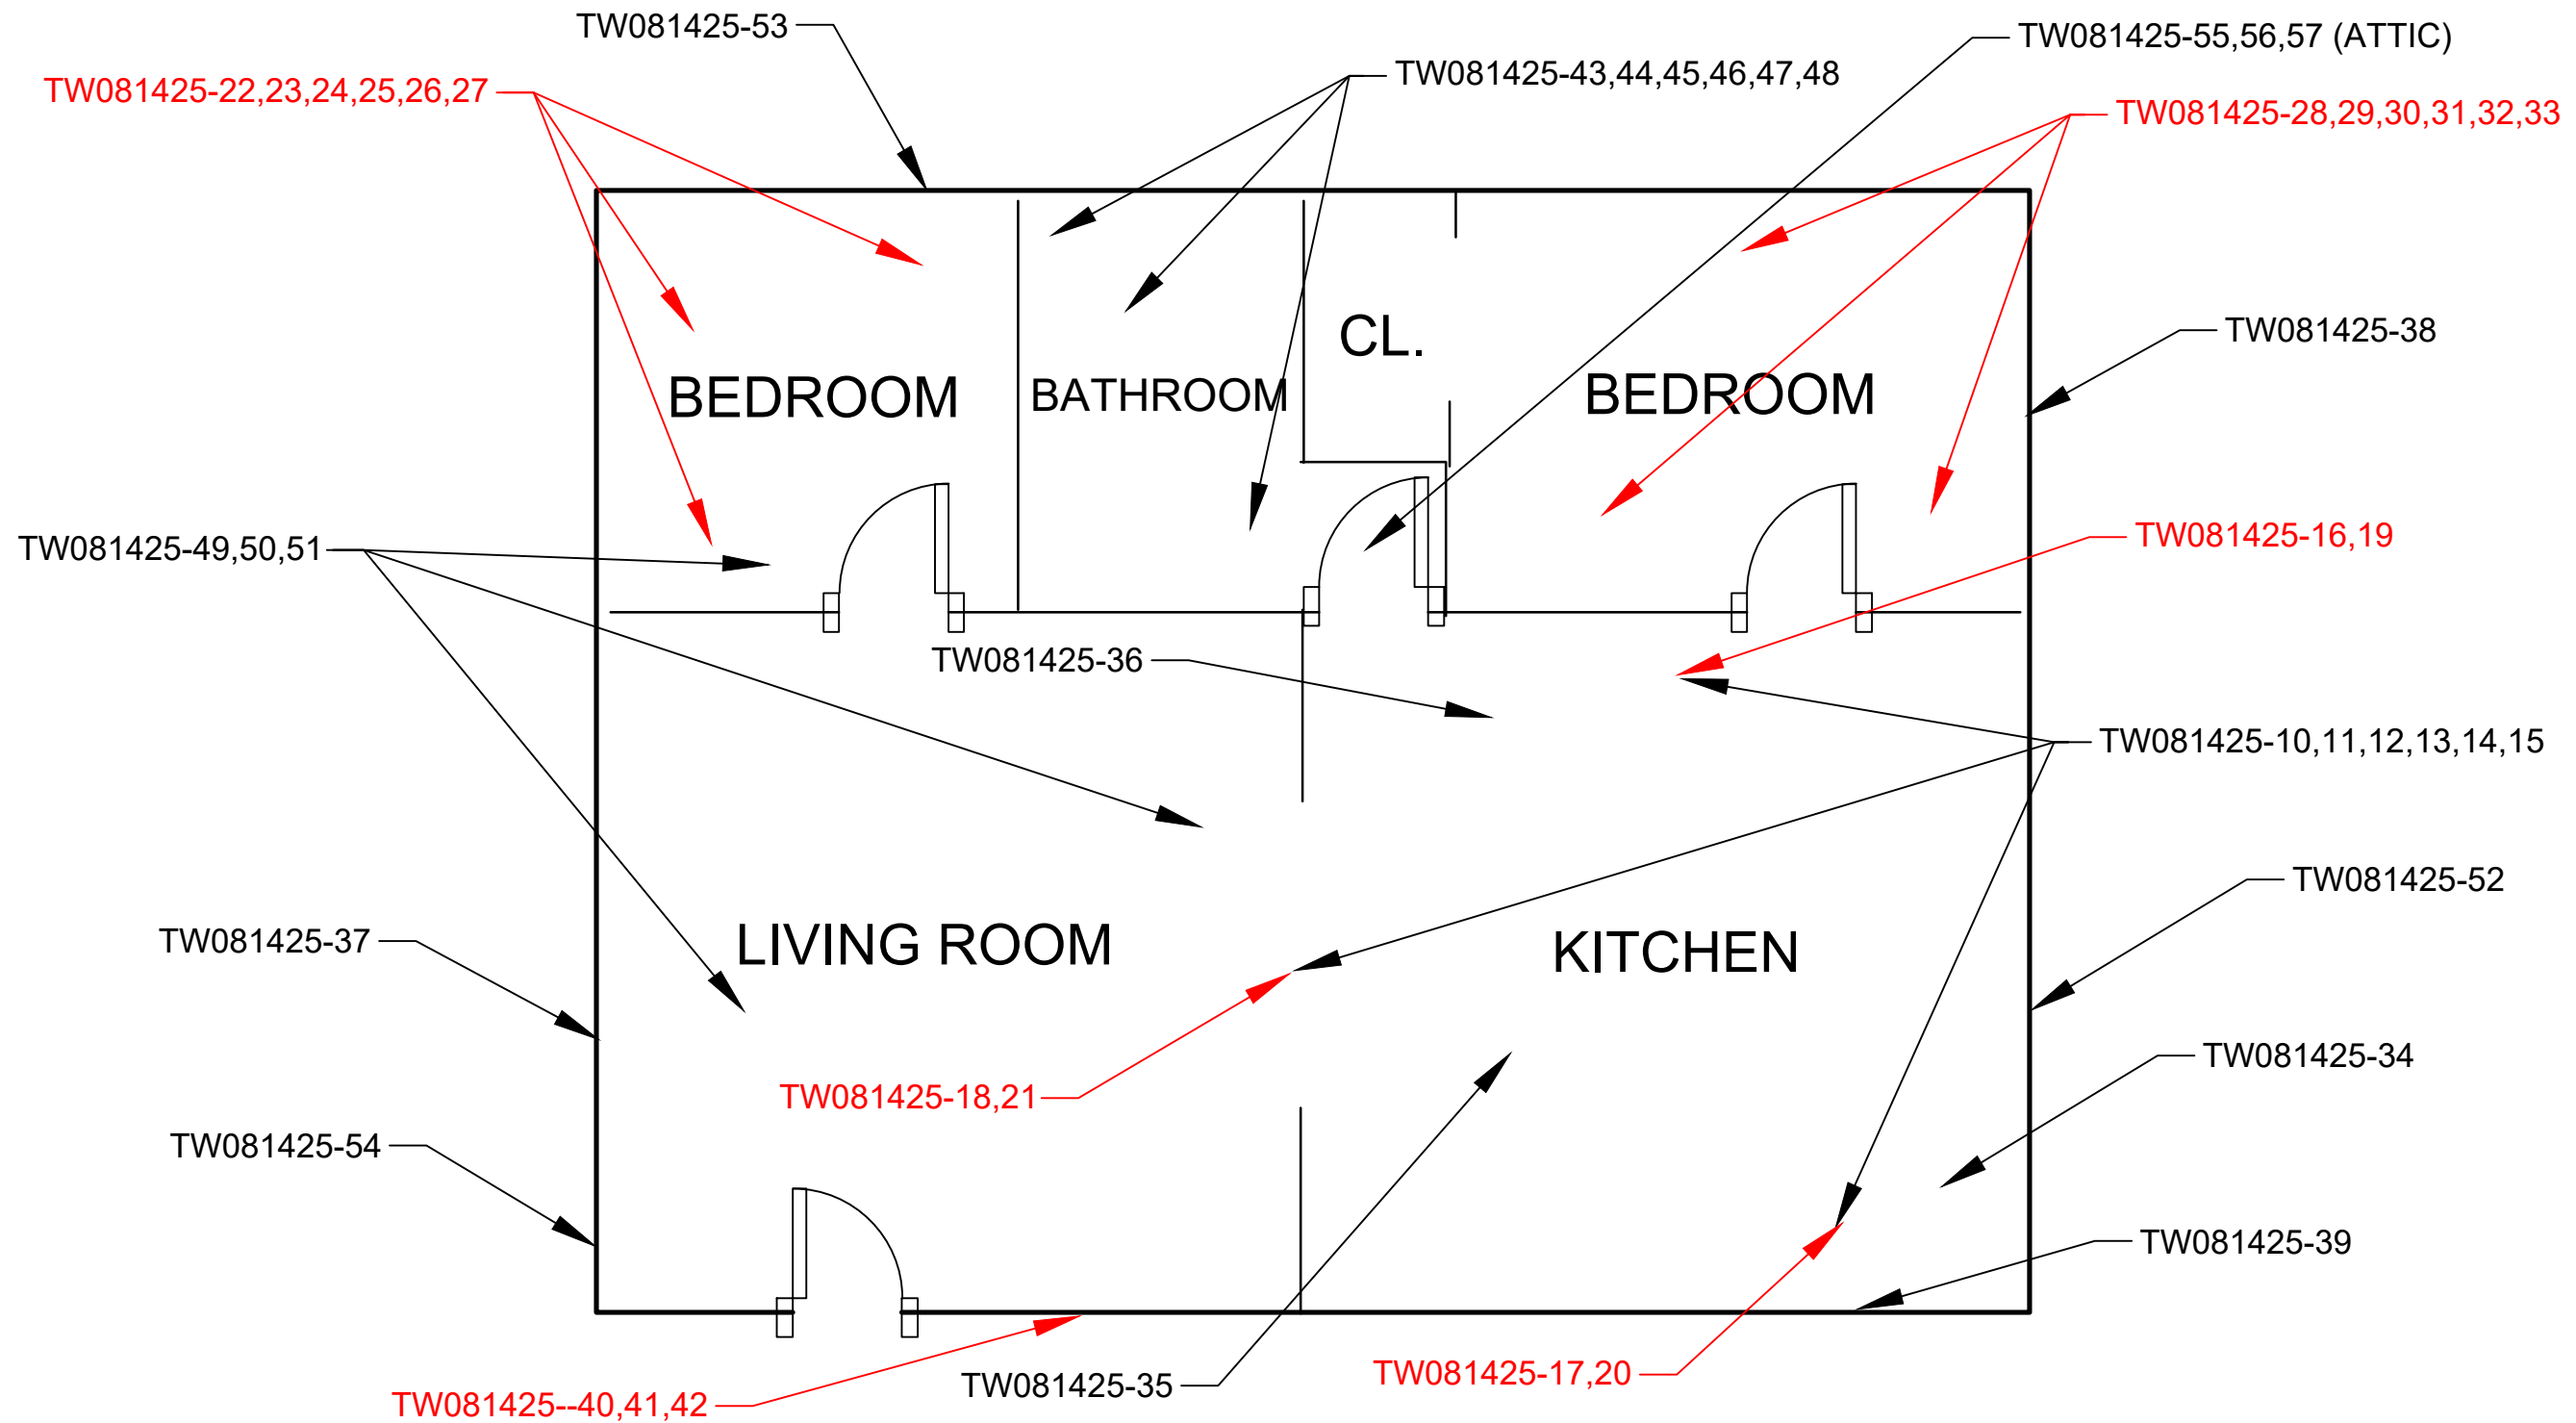 TW081425-53
TW081425-55,56,57 (ATTIC)
TW081425-22,23,24,25,26,27
TW081425-43,44,45,46,47,48
TW081425-28,29,30,31,32,33
CL.
TW081425-38
BEDROOM
BATHROOM
BEDROOM
TW081425-49,50,51
TW081425-16,19
TW081425-36
TW081425-10,11,12,13,14,15
TW081425-52
TW081425-37
LIVING ROOM
KITCHEN
TW081425-34
TW081425-18,21
TW081425-54
TW081425-39
TW081425-17,20
TW081425-35
TW081425--40,41,42